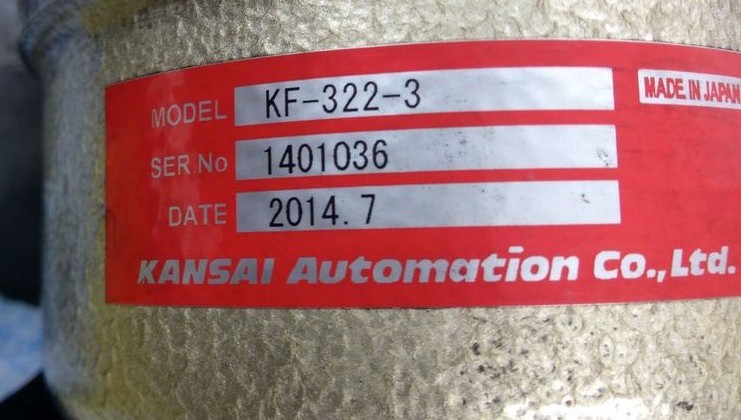 MADE IN JAPAN
MODEL KF-322-3
SER.No 1401036
DATE 2014.7
KANSAI Automation Co.,Ltd.